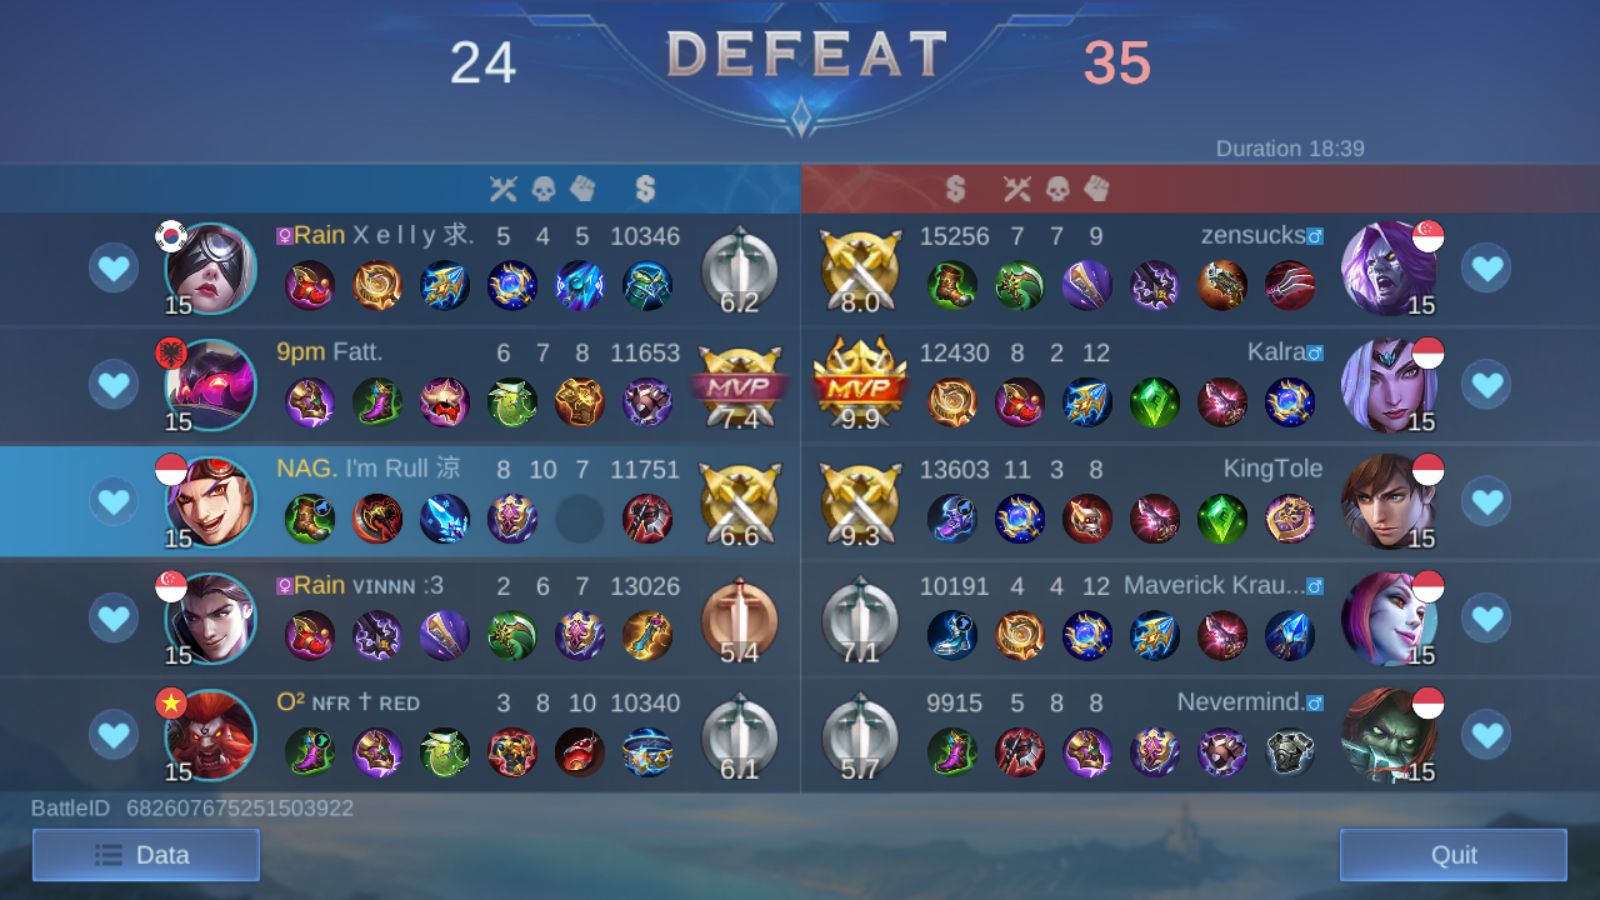 24 DEFEAT 35
Duration 18:39
♀Rain X e l l y 求. 5 4 5 10346
15 6.2
15256 7 7 9 zensucks♂
8.0 15
9pm Fatt. 6 7 8 11653
15 MVP 7.4
12430 8 2 12 Kalra♂
MVP 9.9 15
NAG. I'm Rull 涼 8 10 7 11751
15 6.6
13603 11 3 8 KingTole
9.3 15
♀Rain ᴠɪɴɴɴ :3 2 6 7 13026
15 5.4
10191 4 4 12 Maverick Krau...♂
7.1 15
O² ɴғʀ † ʀᴇᴅ 3 8 10 10340
15 6.1
9915 5 8 8 Nevermind.♂
5.7 15
BattleID 682607675251503922
Data
Quit